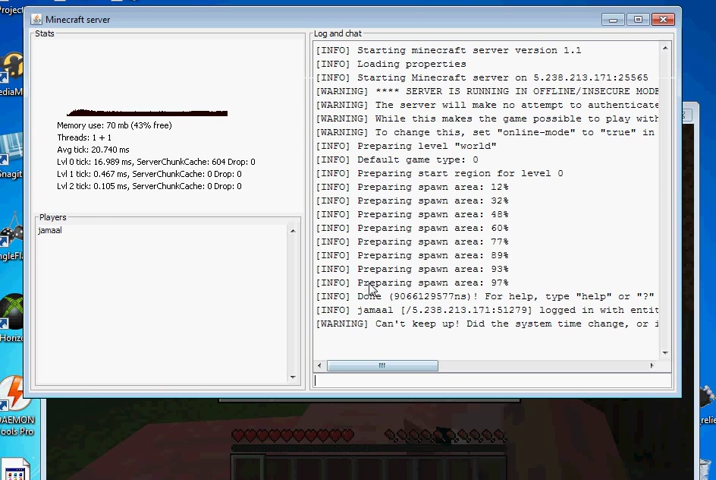 Project
Minecraft server
Stats
Log and chat
Memory use: 70 mb (43% free)
Threads: 1 + 1
Avg tick: 20.740 ms
Lvl 0 tick: 16.989 ms, ServerChunkCache: 604 Drop: 0
Lvl 1 tick: 0.467 ms, ServerChunkCache: 0 Drop: 0
Lvl 2 tick: 0.105 ms, ServerChunkCache: 0 Drop: 0
Players
jamaal
[INFO] Starting minecraft server version 1.1
[INFO] Loading properties
[INFO] Starting Minecraft server on 5.238.213.171:25565
[WARNING] **** SERVER IS RUNNING IN OFFLINE/INSECURE MODE
[WARNING] The server will make no attempt to authenticate
[WARNING] While this makes the game possible to play with
[WARNING] To change this, set "online-mode" to "true" in
[INFO] Preparing level "world"
[INFO] Default game type: 0
[INFO] Preparing start region for level 0
[INFO] Preparing spawn area: 12%
[INFO] Preparing spawn area: 32%
[INFO] Preparing spawn area: 48%
[INFO] Preparing spawn area: 60%
[INFO] Preparing spawn area: 77%
[INFO] Preparing spawn area: 89%
[INFO] Preparing spawn area: 93%
[INFO] Preparing spawn area: 97%
[INFO] Done (9066129577ns)! For help, type "help" or "?"
[INFO] jamaal [/5.238.213.171:51279] logged in with entit
[WARNING] Can't keep up! Did the system time change, or i
ediaM
Snagit
ngleFla
Horizo
DAEMON
Tools Pro